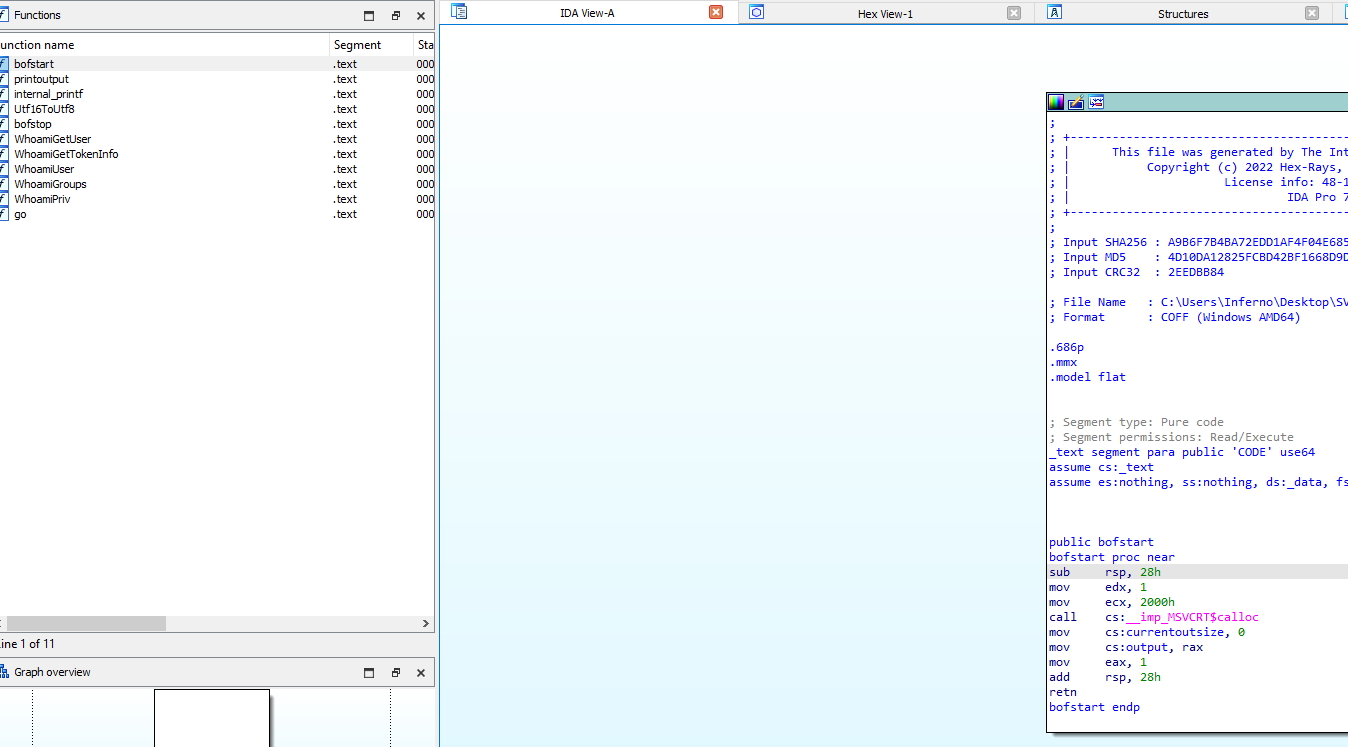 Functions
unction name Segment Sta
bofstart .text 000
printoutput .text 000
internal_printf .text 000
Utf16ToUtf8 .text 000
bofstop .text 000
WhoamiGetUser .text 000
WhoamiGetTokenInfo .text 000
WhoamiUser .text 000
WhoamiGroups .text 000
WhoamiPriv .text 000
go .text 000
ine 1 of 11
Graph overview
IDA View-A Hex View-1 Structures
;
; +---------------------------------------
; | This file was generated by The Int
; | Copyright (c) 2022 Hex-Rays,
; | License info: 48-1
; | IDA Pro 7
; +---------------------------------------
;
; Input SHA256 : A9B6F7B4BA72EDD1AF4F04E685
; Input MD5 : 4D10DA12825FCBD42BF1668D9D
; Input CRC32 : 2EEDBB84
; File Name : C:\Users\Inferno\Desktop\SV
; Format : COFF (Windows AMD64)
.686p
.mmx
.model flat
; Segment type: Pure code
; Segment permissions: Read/Execute
_text segment para public 'CODE' use64
assume cs:_text
assume es:nothing, ss:nothing, ds:_data, fs
public bofstart
bofstart proc near
sub rsp, 28h
mov edx, 1
mov ecx, 2000h
call cs:__imp_MSVCRT$calloc
mov cs:currentoutsize, 0
mov cs:output, rax
mov eax, 1
add rsp, 28h
retn
bofstart endp